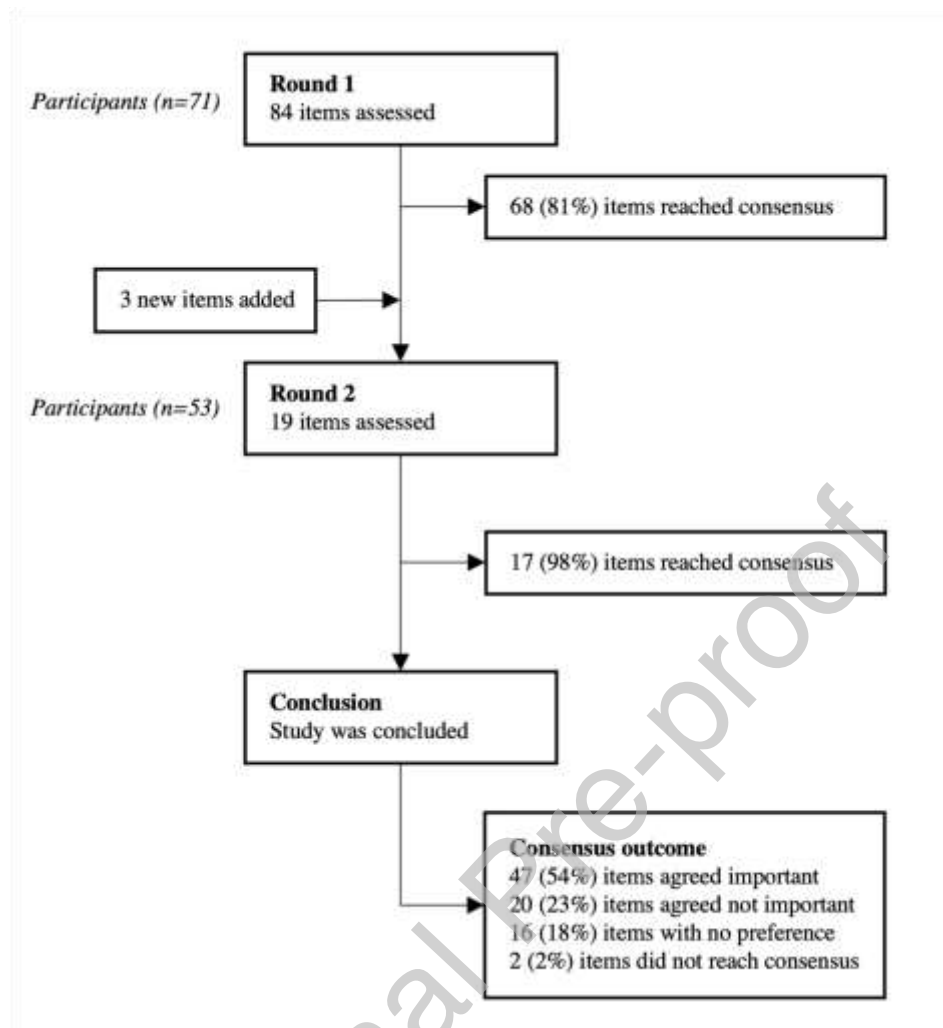 Round 1
Participants (n=71)
84 items assessed
68 (81%) items reached consensus
3 new items added
Round 2
Participants (n=53)
19 items assessed
17 (98%) items reached consensus
Conclusion
Study was concluded
Consensus outcome
47 (54%) items agreed important
20 (23%) items agreed not important
16 (18%) items with no preference
2 (2%) items did not reach consensus
Pre-proof